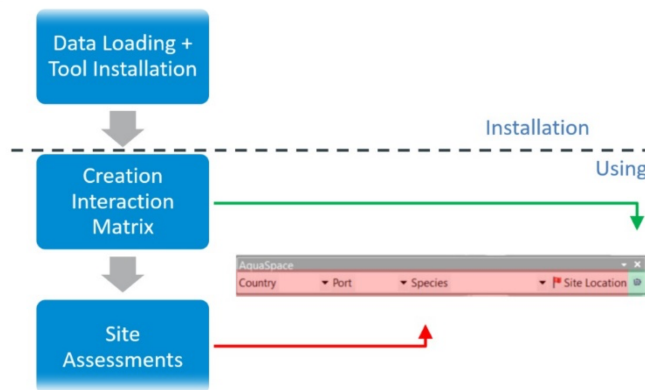 Data Loading +
Tool Installation
Installation
Using
Creation
Interaction
Matrix
AquaSpace
Country Port Species Site Location
Site
Assessments